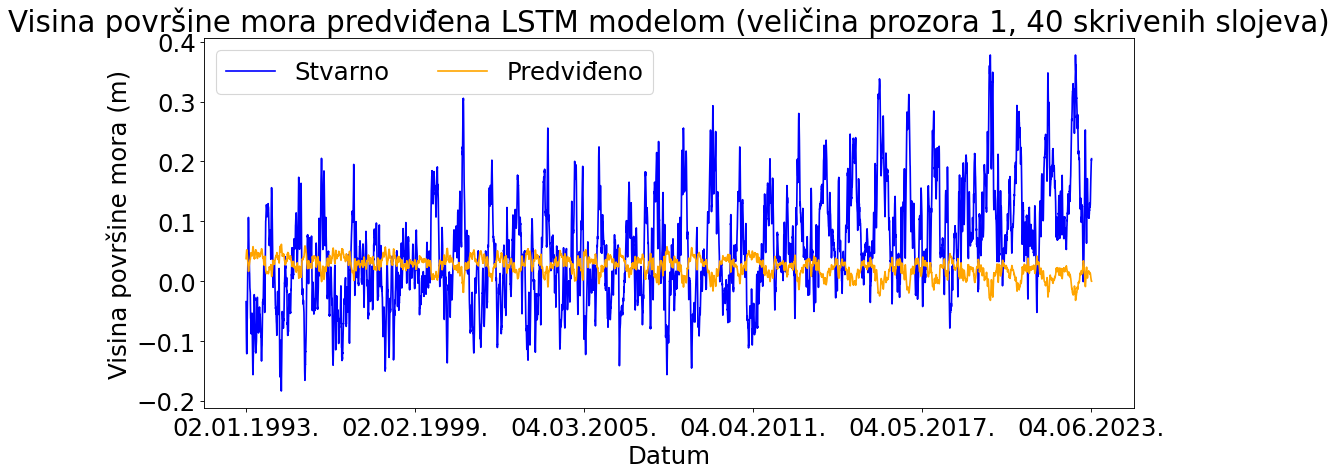 Visina površine mora predviđena LSTM modelom (veličina prozora 1, 40 skrivenih slojeva)
Stvarno
Predviđeno
Visina površine mora (m)
0.4
0.3
0.2
0.1
0.0
−0.1
−0.2
02.01.1993.
02.02.1999.
04.03.2005.
04.04.2011.
04.05.2017.
04.06.2023.
Datum